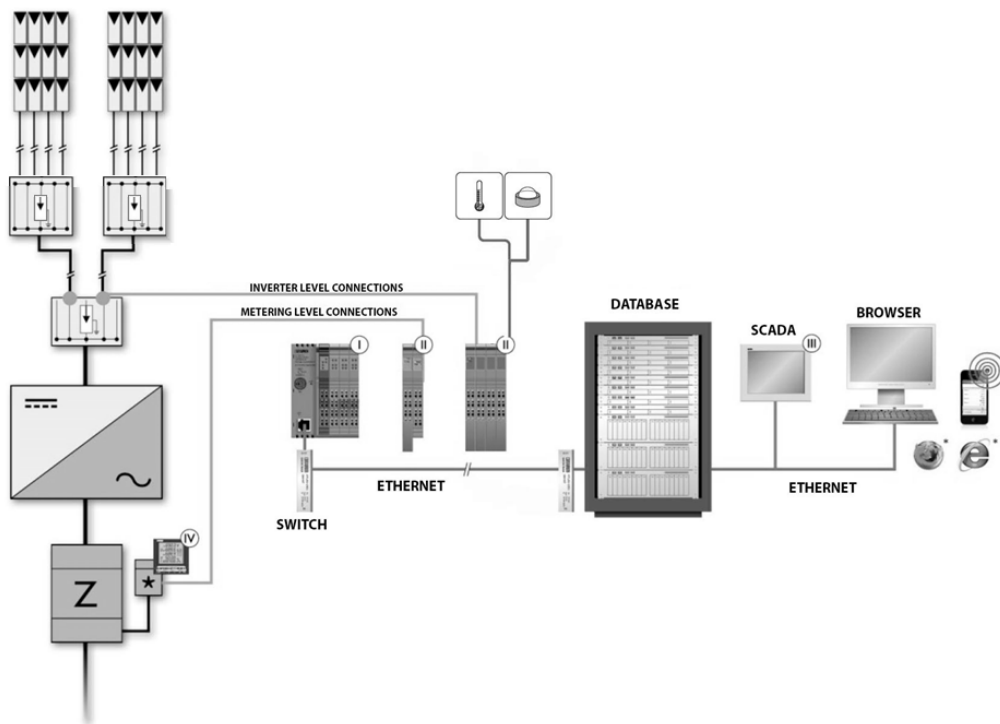 INVERTER LEVEL CONNECTIONS
METERING LEVEL CONNECTIONS
I
II
II
DATABASE
SCADA
III
BROWSER
ETHERNET
ETHERNET
SWITCH
IV
Z
*